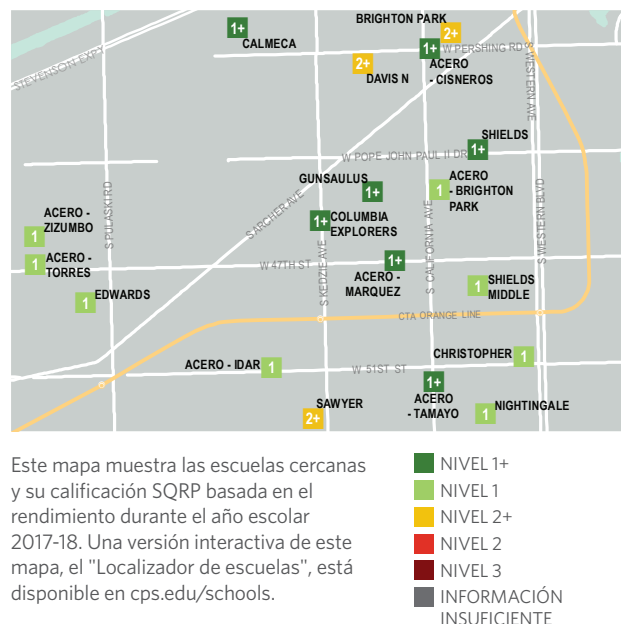 BRIGHTON PARK
2+
1+
CALMECA
STEVENSON EXPY
W PERSHING RD
1+
2+
DAVIS N
ACERO
- CISNEROS
S WESTERN AVE
SHIELDS
1+
W POPE JOHN PAUL II DR
GUNSAULUS
1+
ACERO
- BRIGHTON
PARK
1
S PULASKI RD
S ARCHER AVE
S CALIFORNIA AVE
S WESTERN BLVD
ACERO -
ZIZUMBO
1
COLUMBIA
EXPLORERS
1+
ACERO -
TORRES
1
W 47TH ST
S KEDZIE AVE
1+
ACERO -
MARQUEZ
EDWARDS
1
SHIELDS
MIDDLE
1
CTA ORANGE LINE
ACERO - IDAR
1
W 51ST ST
CHRISTOPHER
1
1+
ACERO
- TAMAYO
SAWYER
2+
NIGHTINGALE
1
Este mapa muestra las escuelas cercanas
y su calificación SQRP basada en el
rendimiento durante el año escolar
2017-18. Una versión interactiva de este
mapa, el "Localizador de escuelas", está
disponible en cps.edu/schools.
NIVEL 1+
NIVEL 1
NIVEL 2+
NIVEL 2
NIVEL 3
INFORMACIÓN
INSUFICIENTE